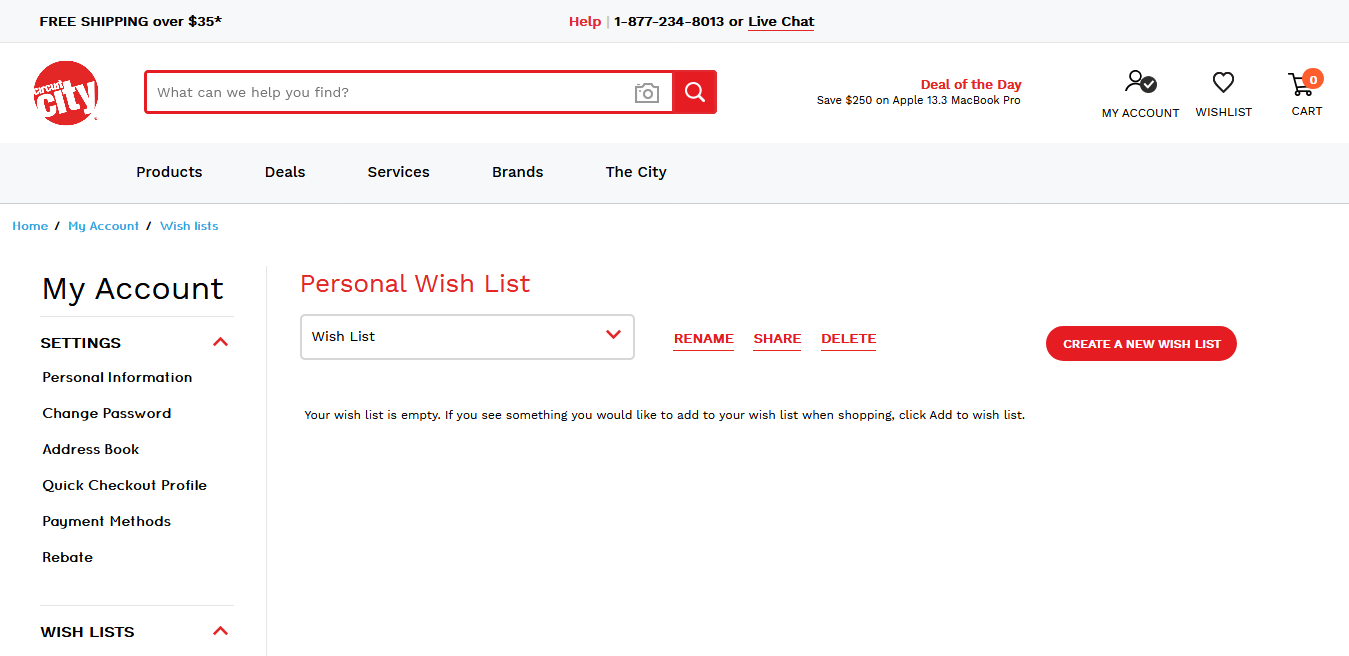 FREE SHIPPING over $35*
Help | 1-877-234-8013 or Live Chat
circuit
city
What can we help you find?
Deal of the Day
Save $250 on Apple 13.3 MacBook Pro
MY ACCOUNT
WISHLIST
0
CART
Products Deals Services Brands The City
Home / My Account / Wish lists
My Account
SETTINGS
Personal Information
Change Password
Address Book
Quick Checkout Profile
Payment Methods
Rebate
WISH LISTS
Personal Wish List
Wish List
RENAME SHARE DELETE
CREATE A NEW WISH LIST
Your wish list is empty. If you see something you would like to add to your wish list when shopping, click Add to wish list.